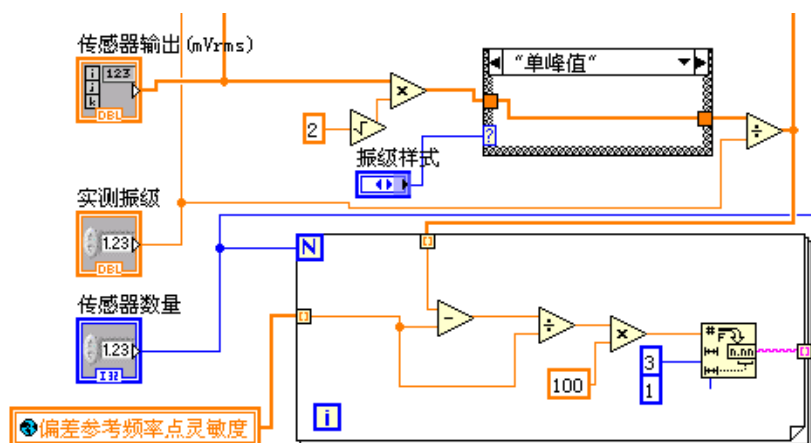 传感器输出(mVrms)
i 123
j
k
DBL
2
×
"单峰值"
?
÷
振级样式
实测振级
1.23
DBL
N
传感器数量
1.23
I32
-
÷
×
100
3
1
#
F
n.nn
i
偏差参考频率点灵敏度